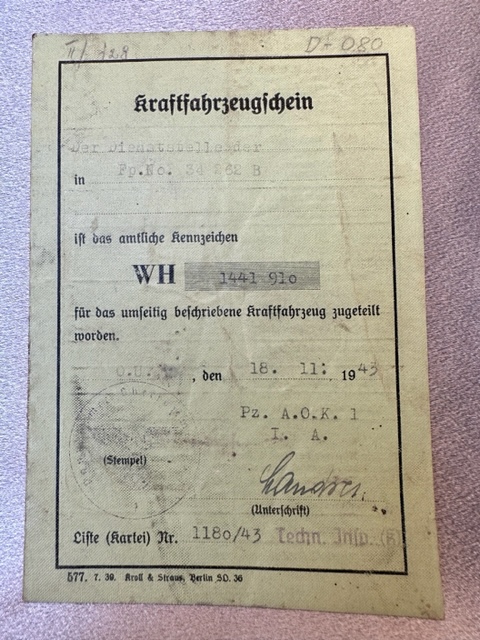 D-080
Kraftfahrzeugschein
Der Dienststelle der
in Fp.No. 34 262 B
ist das amtliche Kennzeichen
WH 1441 910
für das umseitig beschriebene Kraftfahrzeug zugeteilt
worden.
O.U. , den 18. 11. 1943
Pz. A.O.K. 1
I. A.
(Stempel)
(Unterschrift)
Liste (Kartei) Nr. 1180/43 Techn. Insp. (K)
577. 7. 39. Kroll & Straus, Berlin SO. 36